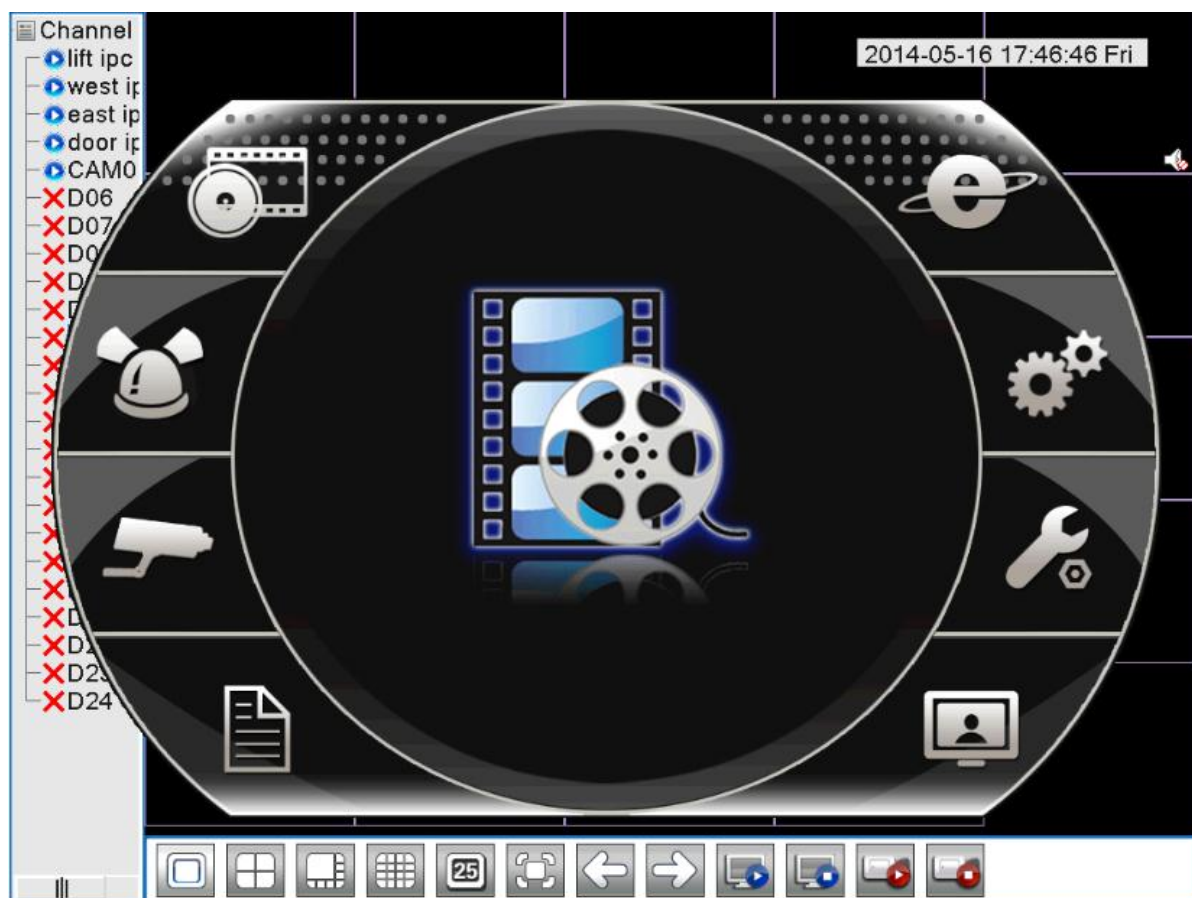 Channel
lift ipc
west ip
east ip
door ip
CAM0
D06
D07
D23
D24
2014-05-16 17:46:46 Fri
e
25